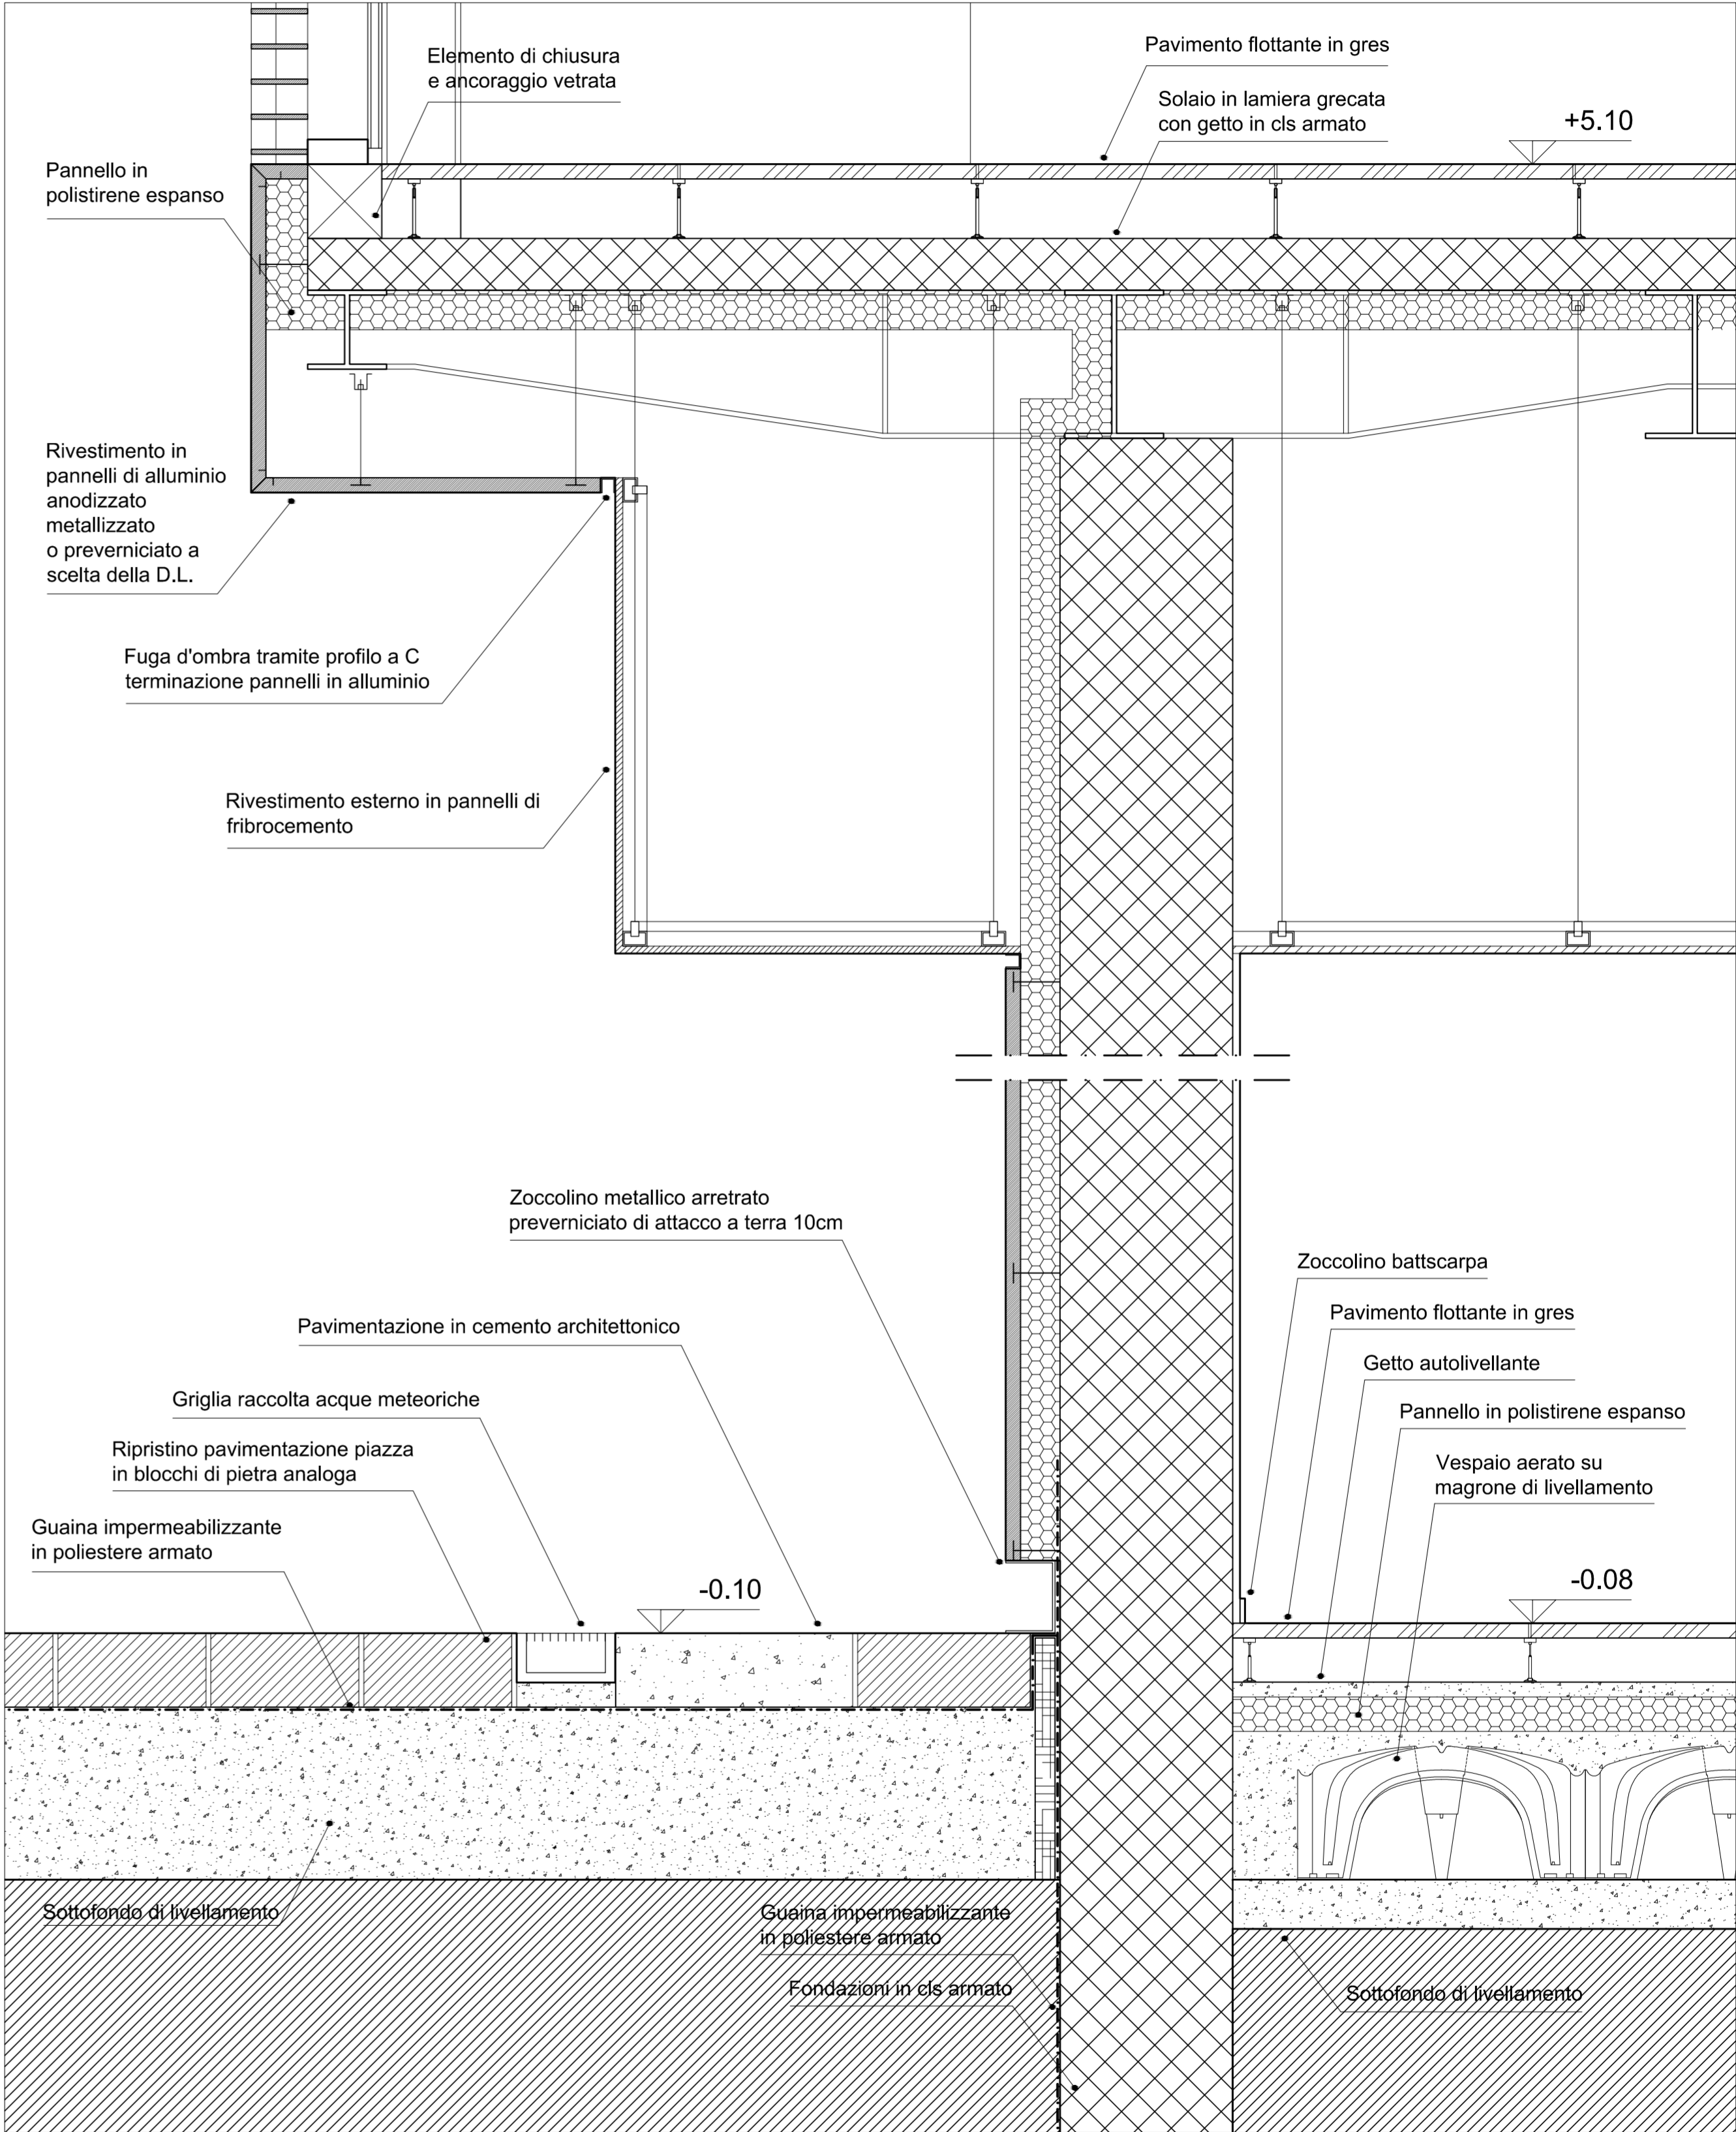 Elemento di chiusura
e ancoraggio vetrata
Pavimento flottante in gres
Solaio in lamiera grecata
con getto in cls armato
+5.10
Pannello in
polistirene espanso
Rivestimento in
pannelli di alluminio
anodizzato
metallizzato
o preverniciato a
scelta della D.L.
Fuga d'ombra tramite profilo a C
terminazione pannelli in alluminio
Rivestimento esterno in pannelli di
fribrocemento
Zoccolino metallico arretrato
preverniciato di attacco a terra 10cm
Zoccolino battscarpa
Pavimentazione in cemento architettonico
Pavimento flottante in gres
Getto autolivellante
Griglia raccolta acque meteoriche
Pannello in polistirene espanso
Ripristino pavimentazione piazza
in blocchi di pietra analoga
Vespaio aerato su
magrone di livellamento
Guaina impermeabilizzante
in poliestere armato
-0.10
-0.08
Sottofondo di livellamento
Guaina impermeabilizzante
in poliestere armato
Fondazioni in cls armato
Sottofondo di livellamento